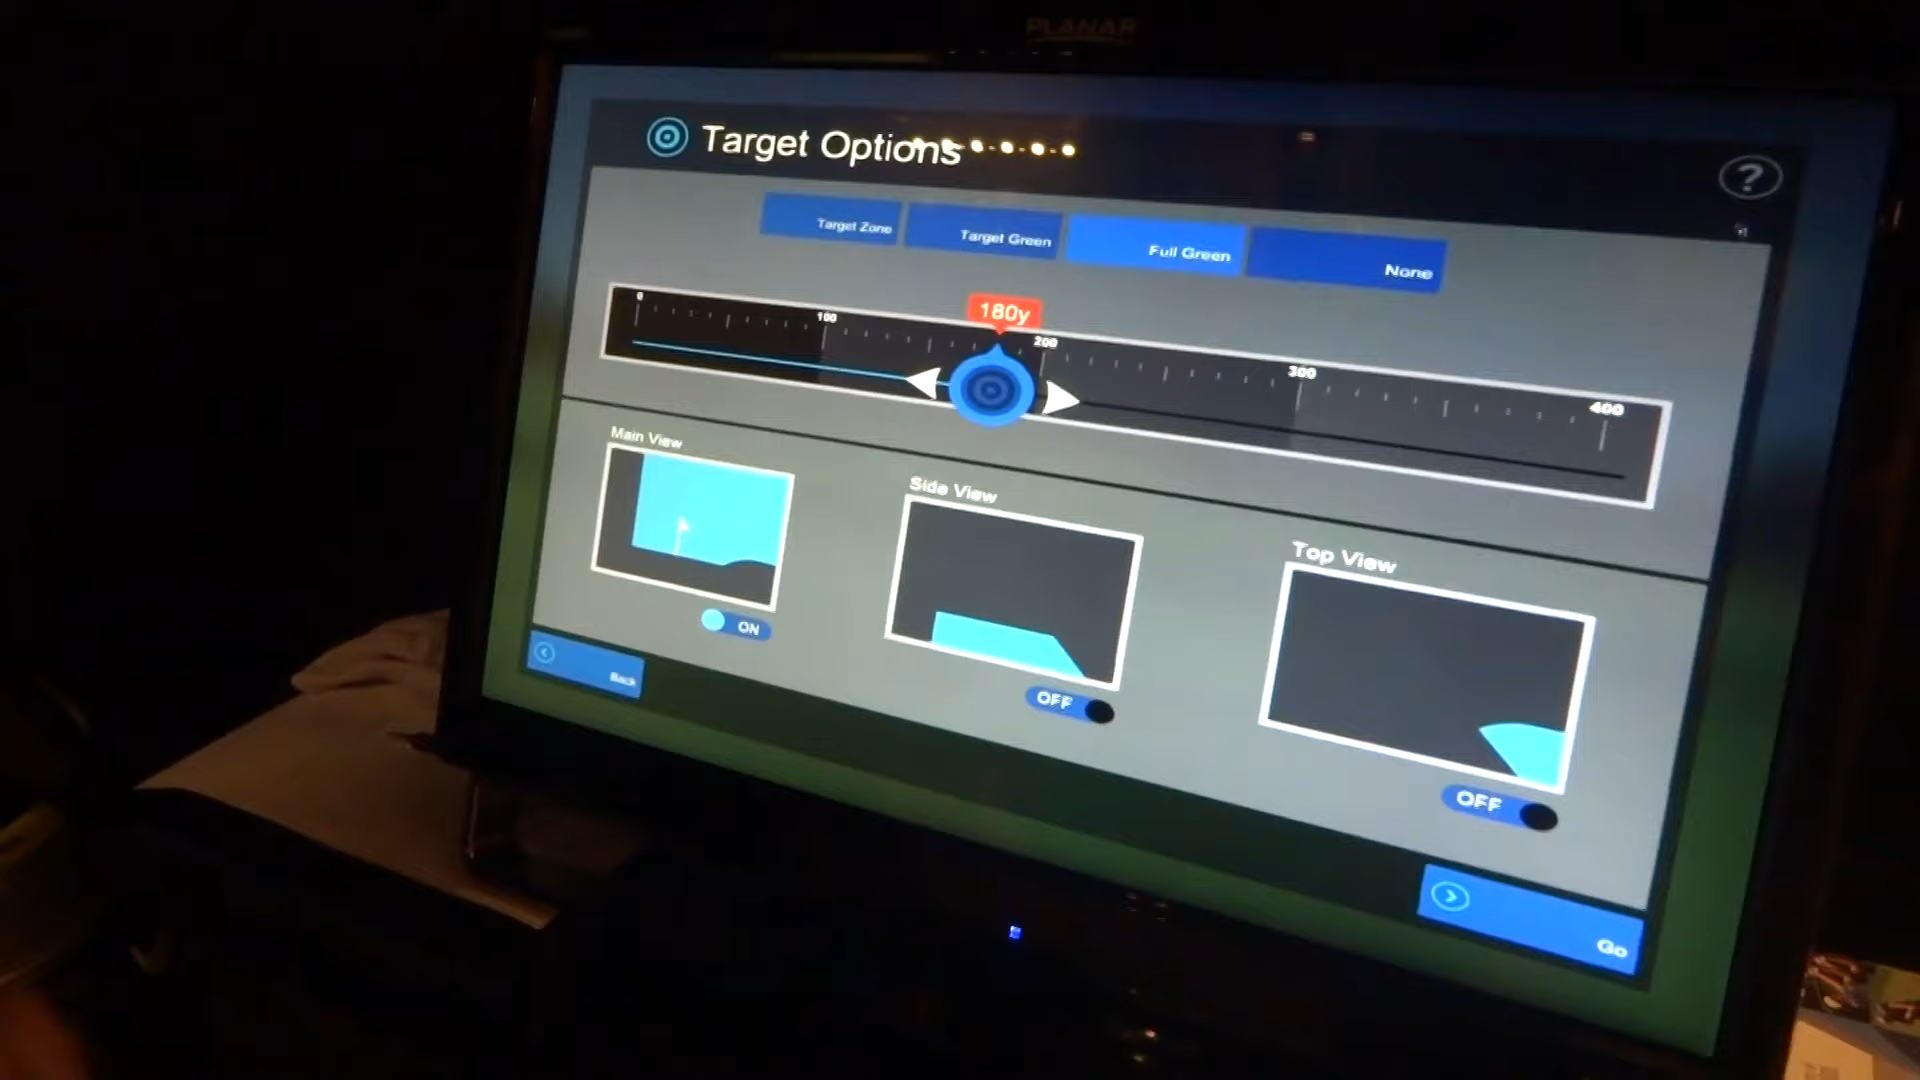 PLANAR
Target Options
?
Target Zone
Target Green
Full Green
None
180y
0
100
200
300
400
Main View
Side View
Top View
ON
OFF
OFF
Back
Go